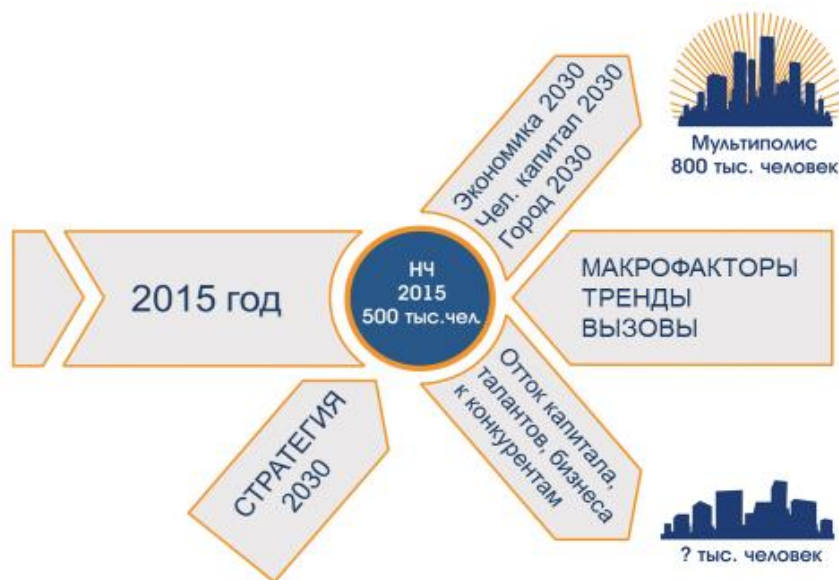 Экономика 2030
Чел. капитал 2030
Город 2030
Мультиполис
800 тыс. человек
2015 год
НЧ
2015
500 тыс.чел.
МАКРОФАКТОРЫ
ТРЕНДЫ
ВЫЗОВЫ
СТРАТЕГИЯ
2030
Отток капитала,
талантов, бизнеса
к конкурентам
? тыс. человек